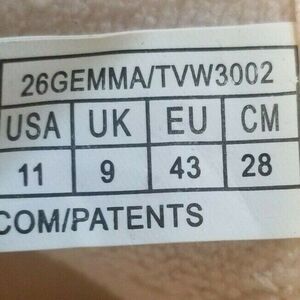 26GEMMA/TVW3002
USA UK EU CM
11 9 43 28
COM/PATENTS